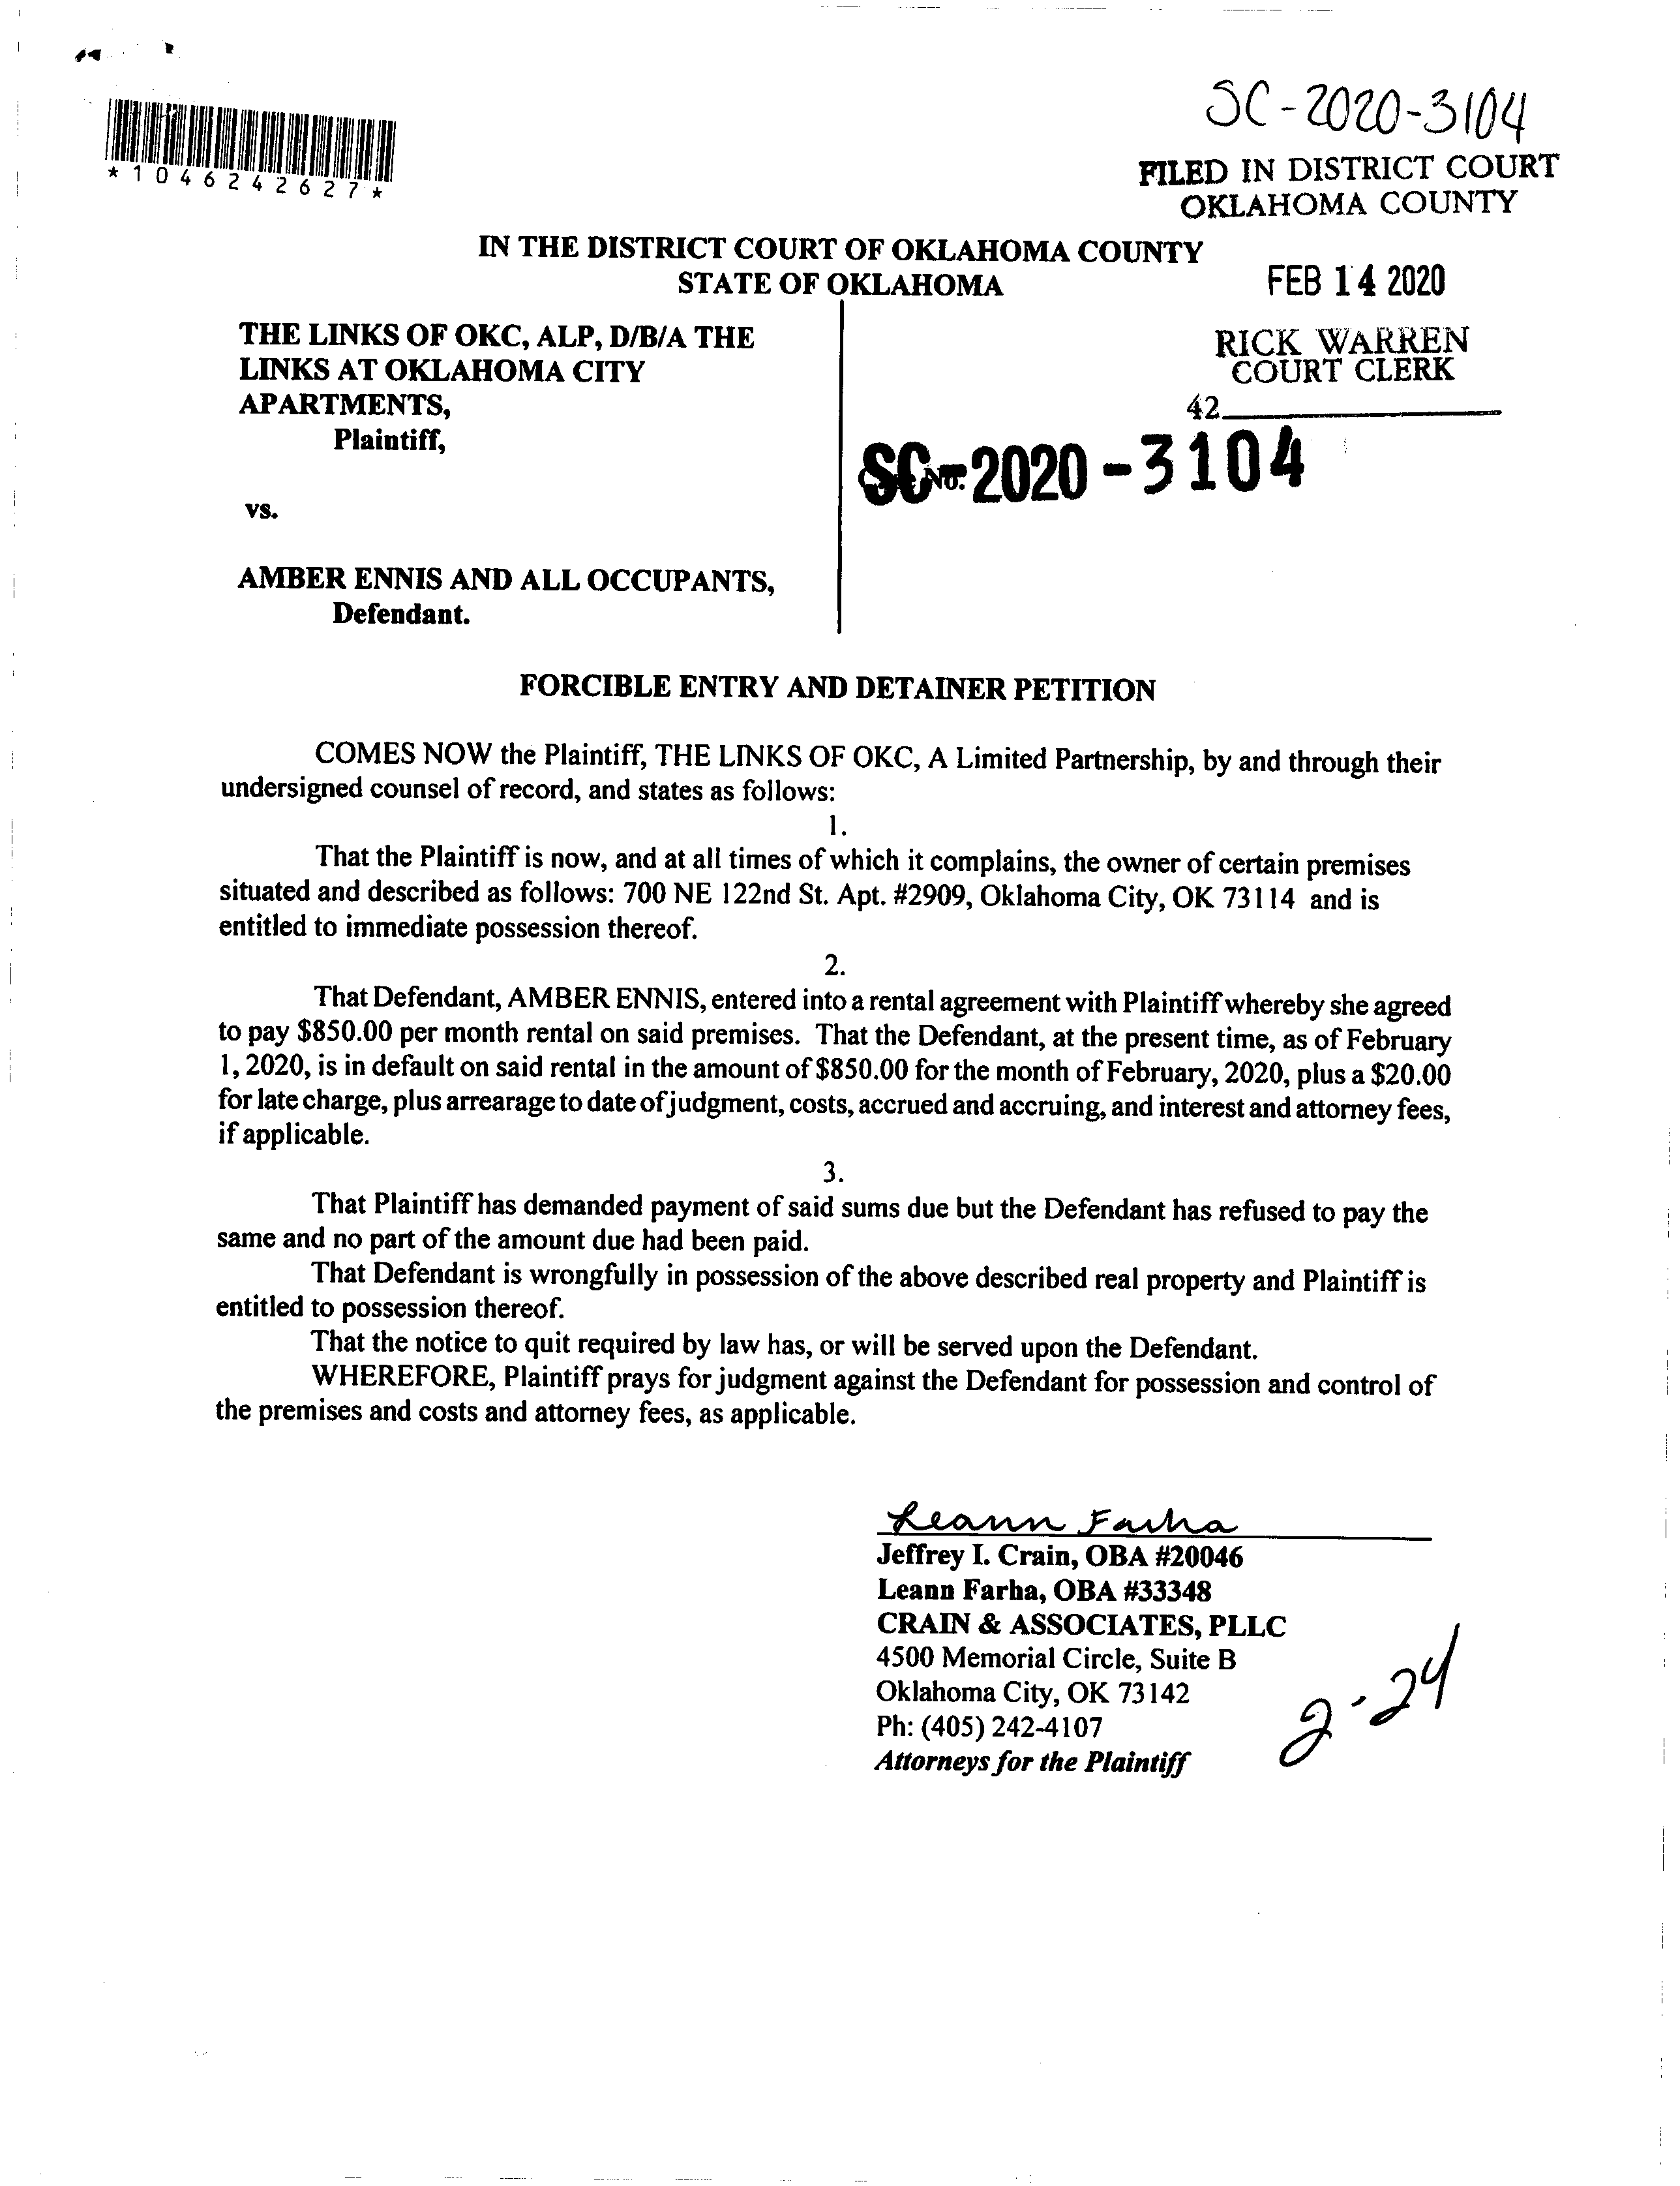 SC-2020-3104
*1046242627*
FILED IN DISTRICT COURT
OKLAHOMA COUNTY
IN THE DISTRICT COURT OF OKLAHOMA COUNTY
STATE OF OKLAHOMA
FEB 14 2020
THE LINKS OF OKC, ALP, D/B/A THE
LINKS AT OKLAHOMA CITY
APARTMENTS,
Plaintiff,
RICK WARREN
COURT CLERK
42
SC-2020-3104
No.
vs.
AMBER ENNIS AND ALL OCCUPANTS,
Defendant.
FORCIBLE ENTRY AND DETAINER PETITION
COMES NOW the Plaintiff, THE LINKS OF OKC, A Limited Partnership, by and through their
undersigned counsel of record, and states as follows:
1.
That the Plaintiff is now, and at all times of which it complains, the owner of certain premises
situated and described as follows: 700 NE 122nd St. Apt. #2909, Oklahoma City, OK 73114 and is
entitled to immediate possession thereof.
2.
That Defendant, AMBER ENNIS, entered into a rental agreement with Plaintiff whereby she agreed
to pay $850.00 per month rental on said premises. That the Defendant, at the present time, as of February
1, 2020, is in default on said rental in the amount of $850.00 for the month of February, 2020, plus a $20.00
for late charge, plus arrearage to date of judgment, costs, accrued and accruing, and interest and attorney fees,
if applicable.
3.
That Plaintiff has demanded payment of said sums due but the Defendant has refused to pay the
same and no part of the amount due had been paid.
That Defendant is wrongfully in possession of the above described real property and Plaintiff is
entitled to possession thereof.
That the notice to quit required by law has, or will be served upon the Defendant.
WHEREFORE, Plaintiff prays for judgment against the Defendant for possession and control of
the premises and costs and attorney fees, as applicable.
Leann Farha
Jeffrey I. Crain, OBA #20046
Leann Farha, OBA #33348
CRAIN & ASSOCIATES, PLLC
4500 Memorial Circle, Suite B
Oklahoma City, OK 73142
Ph: (405) 242-4107
Attorneys for the Plaintiff
2-24